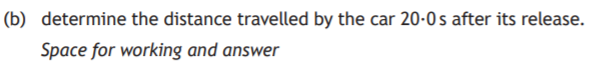 (b) determine the distance travelled by the car 20·0 s after its release.
Space for working and answer